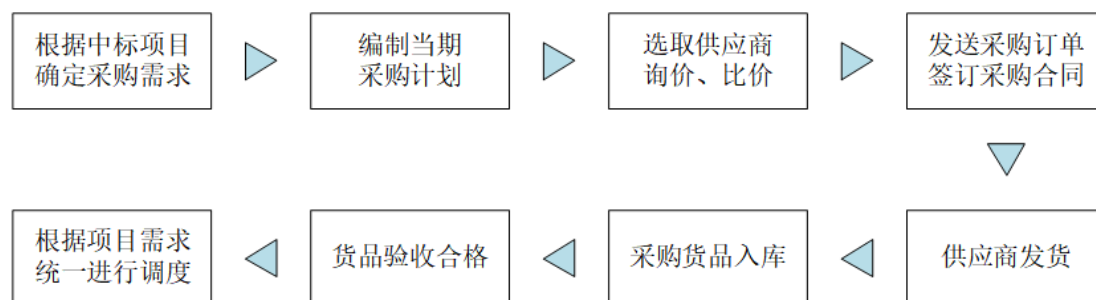 根据中标项目
确定采购需求
编制当期
采购计划
选取供应商
询价、比价
发送采购订单
签订采购合同
供应商发货
采购货品入库
货品验收合格
根据项目需求
统一进行调度